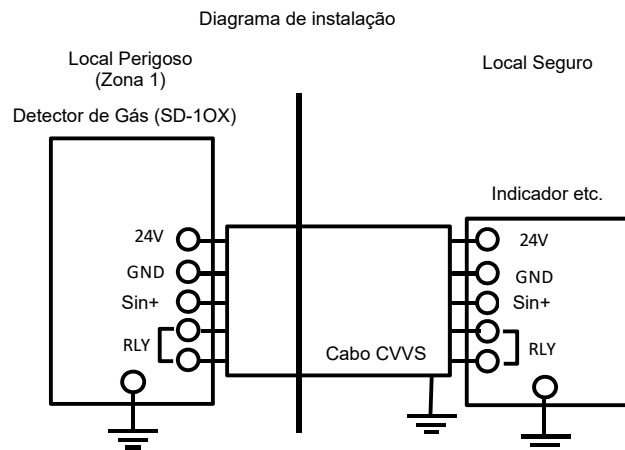 Diagrama de instalação
Local Perigoso
(Zona 1)
Local Seguro
Detector de Gás (SD-1OX)
Indicador etc.
24V
GND
Sin+
RLY
Cabo CVVS
24V
GND
Sin+
RLY